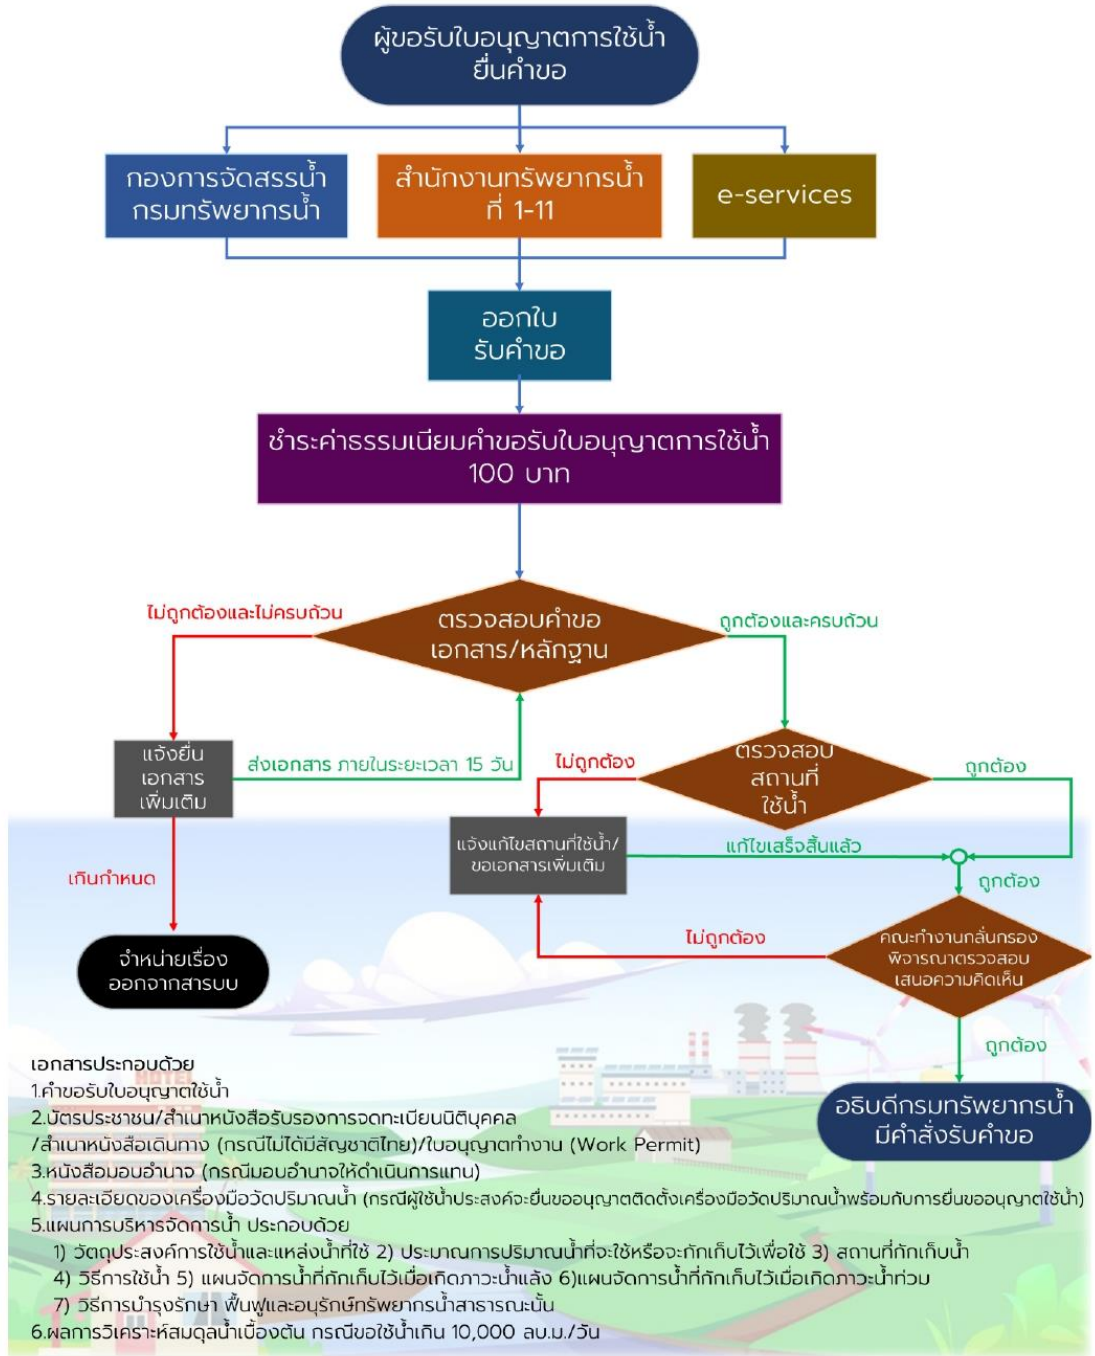 ผู้ขอรับใบอนุญาตการใช้น้ำ
ยื่นคำขอ
กองการจัดสรรน้ำ
กรมทรัพยากรน้ำ
สำนักงานทรัพยากรน้ำ
ที่ 1-11
e-services
ออกใบ
รับคำขอ
ชำระค่าธรรมเนียมคำขอรับใบอนุญาตการใช้น้ำ
100 บาท
ไม่ถูกต้องและไม่ครบถ้วน
ตรวจสอบคำขอ
เอกสาร/หลักฐาน
ถูกต้องและครบถ้วน
แจ้งยื่น
เอกสาร
เพิ่มเติม
ส่งเอกสาร ภายในระยะเวลา 15 วัน
ไม่ถูกต้อง
ตรวจสอบ
สถานที่
ใช้น้ำ
ถูกต้อง
แจ้งแก้ไขสถานที่ใช้น้ำ/
ขอเอกสารเพิ่มเติม
แก้ไขเสร็จสิ้นแล้ว
เกินกำหนด
ถูกต้อง
จำหน่ายเรื่อง
ออกจากสารบบ
ไม่ถูกต้อง
คณะทำงานกลั่นกรอง
พิจารณาตรวจสอบ
เสนอความคิดเห็น
ถูกต้อง
อธิบดีกรมทรัพยากรน้ำ
มีคำสั่งรับคำขอ
HOTEL
เอกสารประกอบด้วย
1.คำขอรับใบอนุญาตใช้น้ำ
2.บัตรประชาชน/สำเนาหนังสือรับรองการจดทะเบียนนิติบุคคล
/สำเนาหนังสือเดินทาง (กรณีไม่ได้มีสัญชาติไทย)/ใบอนุญาตทำงาน (Work Permit)
3.หนังสือมอบอำนาจ (กรณีมอบอำนาจให้ดำเนินการแทน)
4.รายละเอียดของเครื่องมือวัดปริมาณน้ำ (กรณีผู้ใช้น้ำประสงค์จะยื่นขออนุญาตติดตั้งเครื่องมือวัดปริมาณน้ำพร้อมกับการยื่นขออนุญาตใช้น้ำ)
5.แผนการบริหารจัดการน้ำ ประกอบด้วย
1) วัตถุประสงค์การใช้น้ำและแหล่งน้ำที่ใช้ 2) ประมาณการปริมาณน้ำที่จะใช้หรือจะกักเก็บไว้เพื่อใช้ 3) สถานที่กักเก็บน้ำ
4) วิธีการใช้น้ำ 5) แผนจัดการน้ำที่กักเก็บไว้เมื่อเกิดภาวะน้ำแล้ง 6)แผนจัดการน้ำที่กักเก็บไว้เมื่อเกิดภาวะน้ำท่วม
7) วิธีการบำรุงรักษา ฟื้นฟูและอนุรักษ์ทรัพยากรน้ำสาธารณะนั้น
6.ผลการวิเคราะห์สมดุลน้ำเบื้องต้น กรณีขอใช้น้ำเกิน 10,000 ลบ.ม./วัน